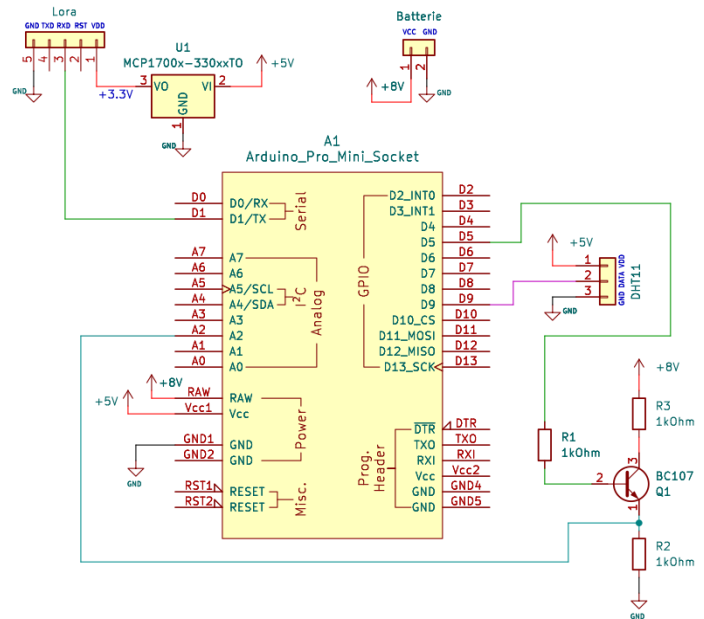 Lora
GND TXD RXD RST VDD
5 4 3 2 1
GND
+3.3V
U1
MCP1700x-330xxTO
3 VO VI 2
GND
1
GND
+5V
Batterie
VCC GND
1 2
+8V
GND
A1
Arduino_Pro_Mini_Socket
D0 D0/RX
D1 D1/TX
Serial
A7 A7
A6 A6
A5 A5/SCL
A4 A4/SDA
I²C
A3 A3
A2 A2
A1 A1
A0 A0
Analog
+8V
RAW RAW
+5V
Vcc1 Vcc
GND1 GND
GND2 GND
Power
GND
RST1 RESET
RST2 RESET
Misc.
D2_INT0 D2
D3_INT1 D3
D4 D4
D5 D5
D6 D6
D7 D7
D8 D8
D9 D9
D10_CS D10
D11_MOSI D11
D12_MISO D12
D13_SCK D13
GPIO
DTR DTR
TXO TXO
RXI RXI
Vcc Vcc2
GND GND4
GND GND5
Prog.
Header
+5V
1
2
3
GND DATA VDD
DHT11
GND
+8V
R3
1kOhm
R1
1kOhm
3
2
1
BC107
Q1
R2
1kOhm
GND